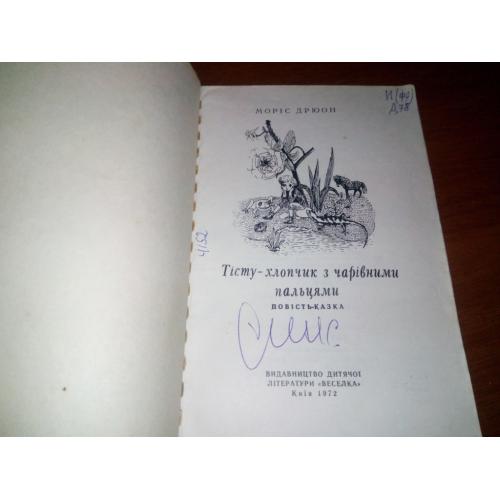 И(фр)
Д78
МОРІС ДРЮОН
4152
Тісту-хлопчик з чарівними
пальцями
ПОВІСТЬ-КАЗКА
ВИДАВНИЦТВО ДИТЯЧОЇ
ЛІТЕРАТУРИ «ВЕСЕЛКА»
Київ 1972